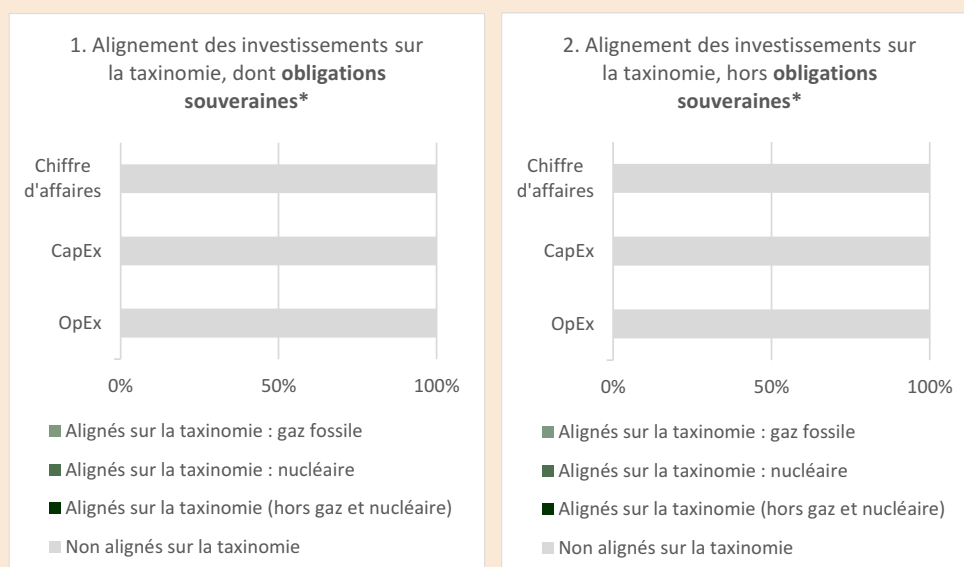 1. Alignement des investissements sur
la taxinomie, dont obligations
souveraines*
Chiffre
d'affaires
CapEx
OpEx
0% 50% 100%
Alignés sur la taxinomie : gaz fossile
Alignés sur la taxinomie : nucléaire
Alignés sur la taxinomie (hors gaz et nucléaire)
Non alignés sur la taxinomie
2. Alignement des investissements sur
la taxinomie, hors obligations
souveraines*
Chiffre
d'affaires
CapEx
OpEx
0% 50% 100%
Alignés sur la taxinomie : gaz fossile
Alignés sur la taxinomie : nucléaire
Alignés sur la taxinomie (hors gaz et nucléaire)
Non alignés sur la taxinomie